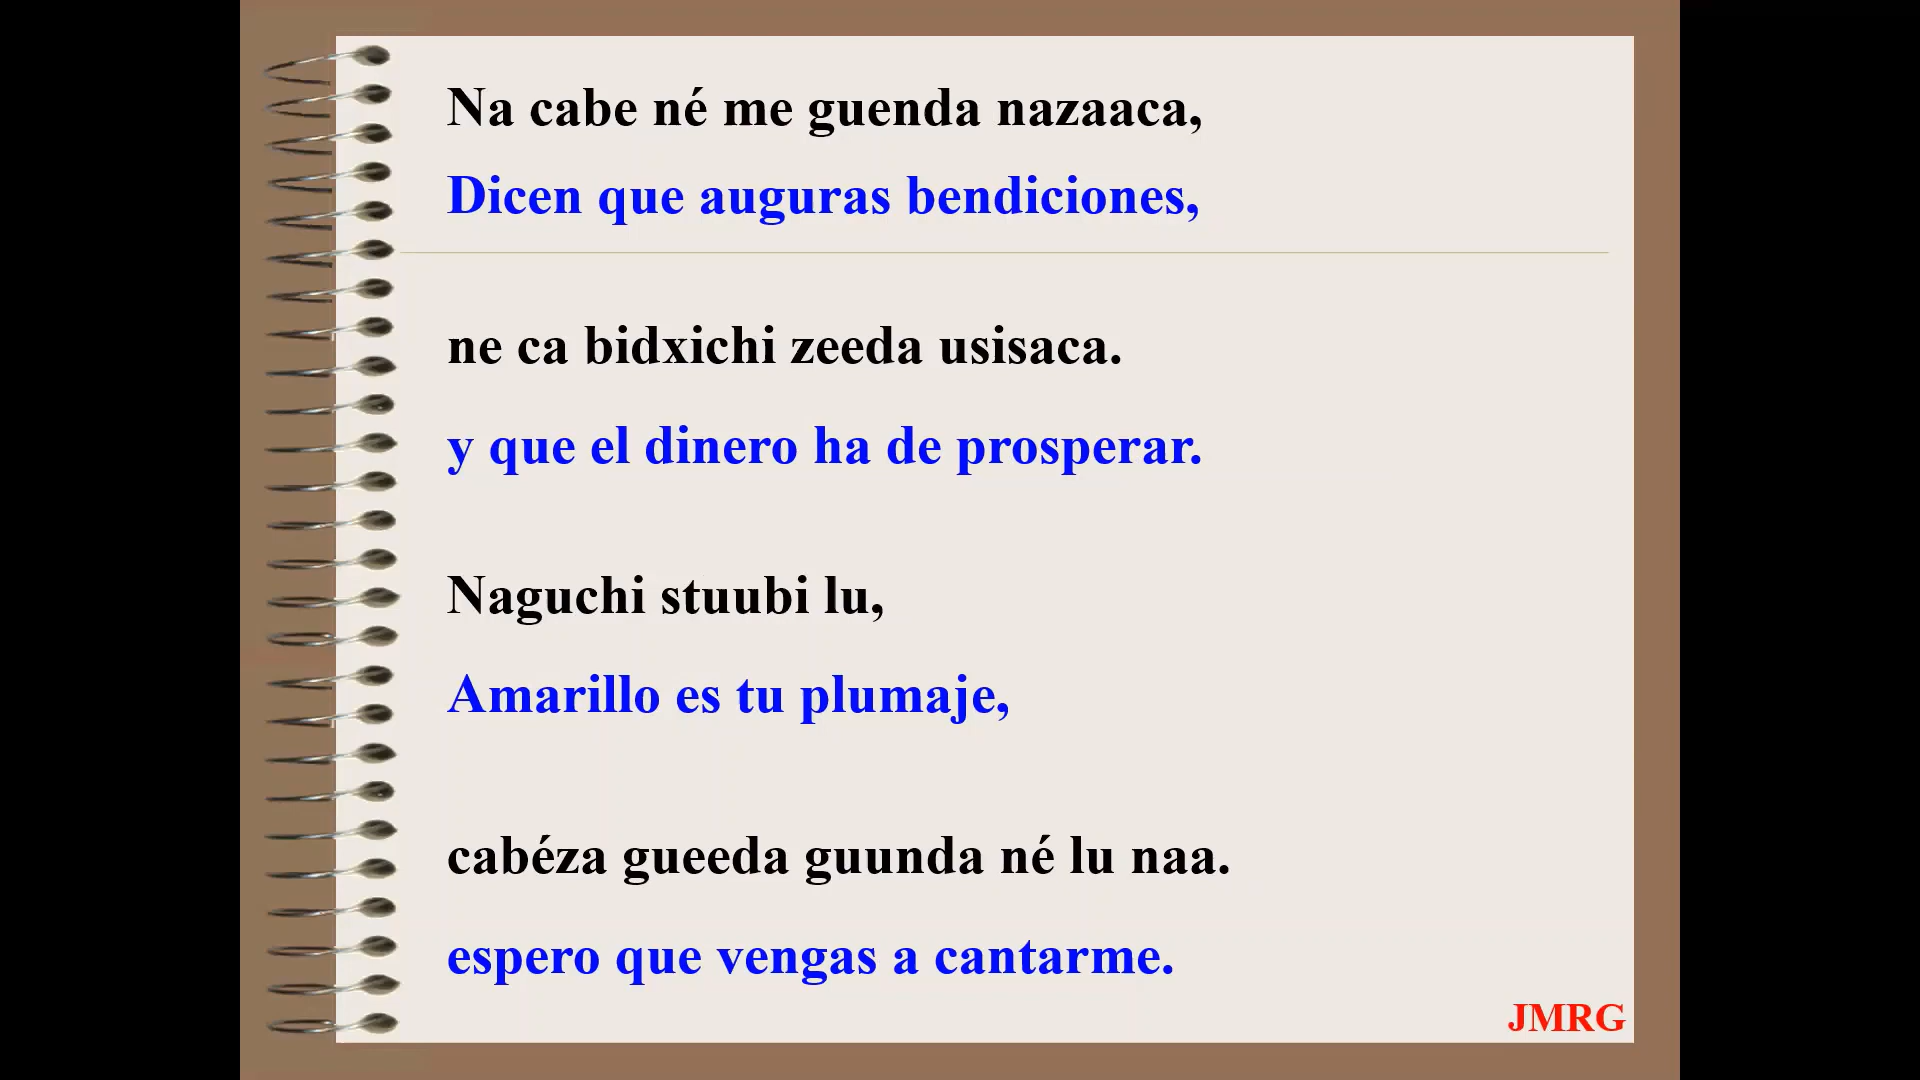 Na cabe né me guenda nazaaca,
Dicen que auguras bendiciones,
ne ca bidxichi zeeda usisaca.
y que el dinero ha de prosperar.
Naguchi stuubi lu,
Amarillo es tu plumaje,
cabéza gueeda guunda né lu naa.
espero que vengas a cantarme.
JMRG